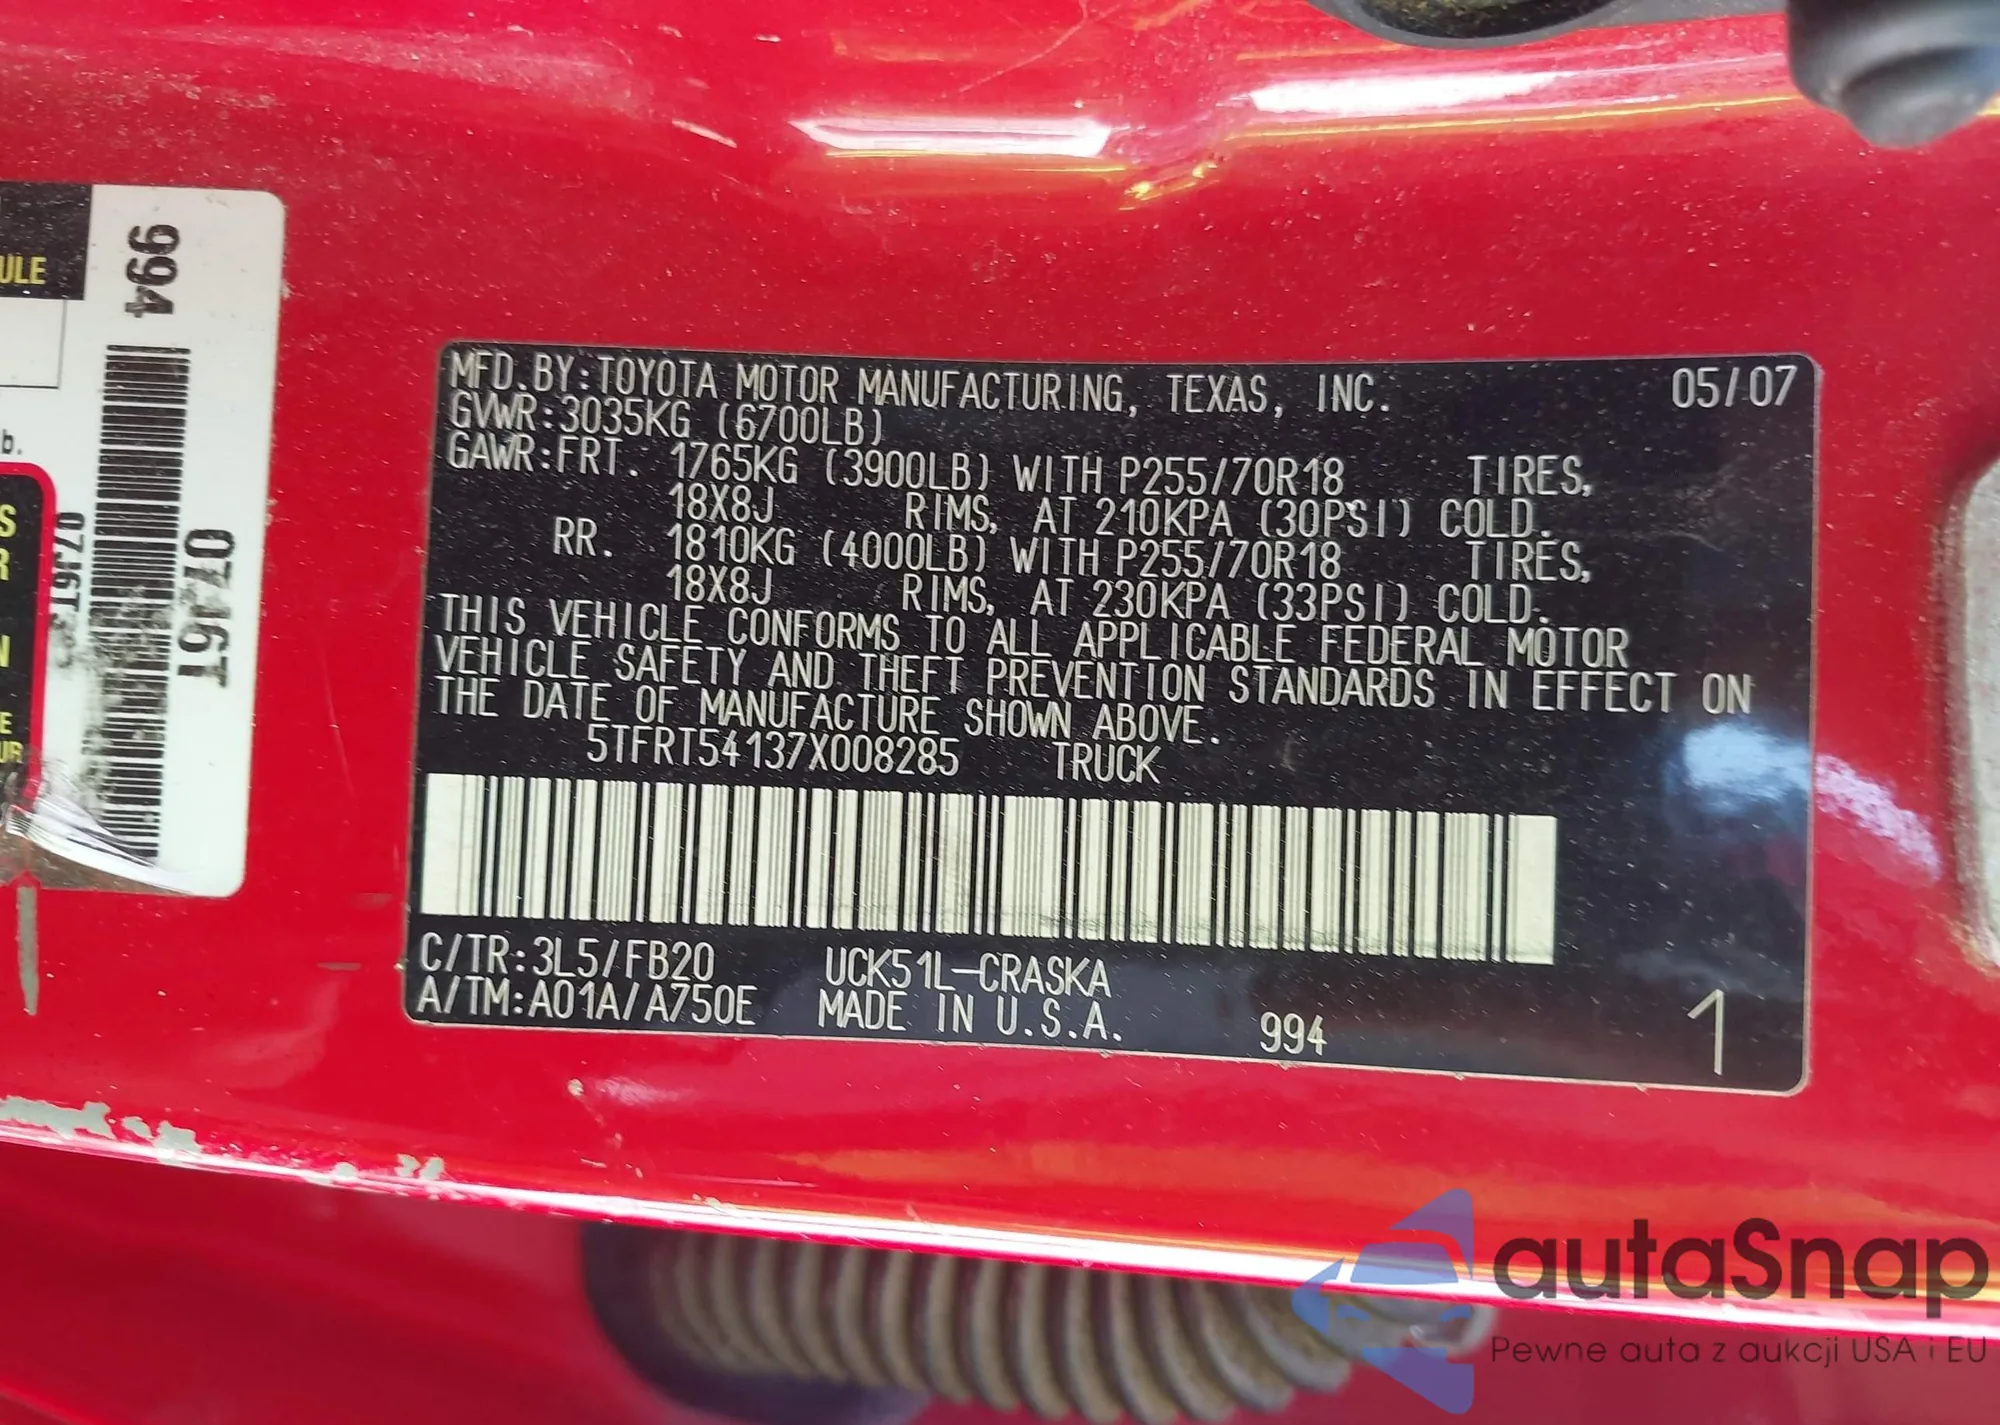 ULE
994
b.
07J6T
07J6T
S
R
N
E
UR
MFD.BY:TOYOTA MOTOR MANUFACTURING, TEXAS, INC. 05/07
GVWR:3035KG (6700LB)
GAWR:FRT. 1765KG (3900LB) WITH P255/70R18 TIRES,
18X8J RIMS, AT 210KPA (30PSI) COLD.
RR. 1810KG (4000LB) WITH P255/70R18 TIRES,
18X8J RIMS, AT 230KPA (33PSI) COLD.
THIS VEHICLE CONFORMS TO ALL APPLICABLE FEDERAL MOTOR
VEHICLE SAFETY AND THEFT PREVENTION STANDARDS IN EFFECT ON
THE DATE OF MANUFACTURE SHOWN ABOVE.
5TFRT54137X008285 TRUCK
C/TR:3L5/FB20 UCK51L-CRASKA
A/TM:A01A/A750E MADE IN U.S.A. 994 1
autaSnap
Pewne auta z aukcji USA i EU